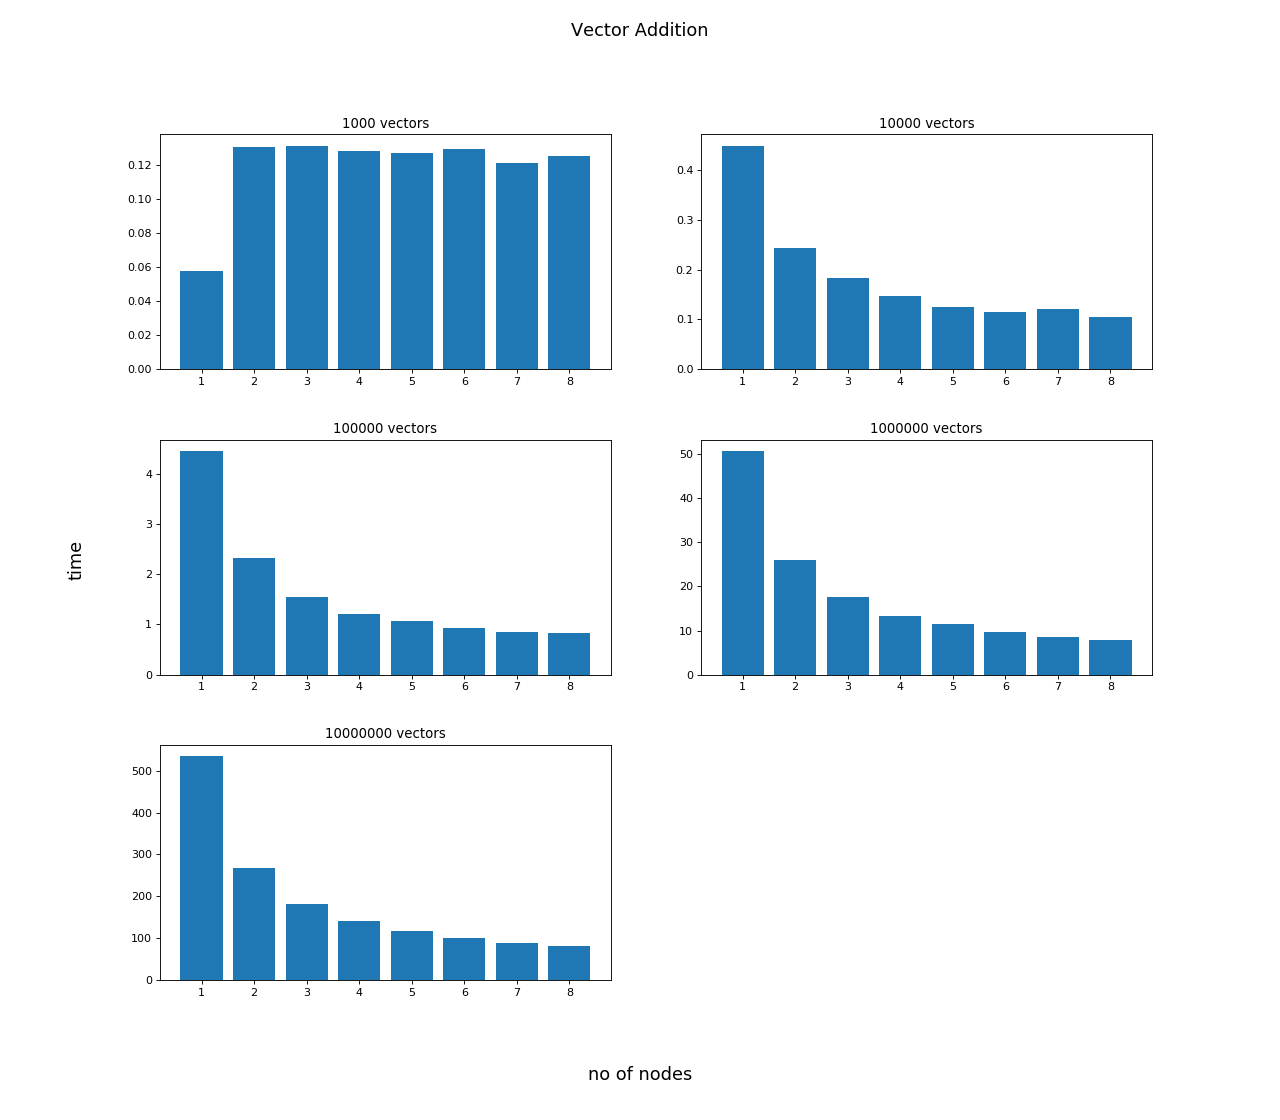 Vector Addition
1000 vectors
0.12
0.10
0.08
0.06
0.04
0.02
0.00
1 2 3 4 5 6 7 8
10000 vectors
0.4
0.3
0.2
0.1
0.0
1 2 3 4 5 6 7 8
100000 vectors
4
3
2
1
0
1 2 3 4 5 6 7 8
1000000 vectors
50
40
30
20
10
0
1 2 3 4 5 6 7 8
time
10000000 vectors
500
400
300
200
100
0
1 2 3 4 5 6 7 8
no of nodes